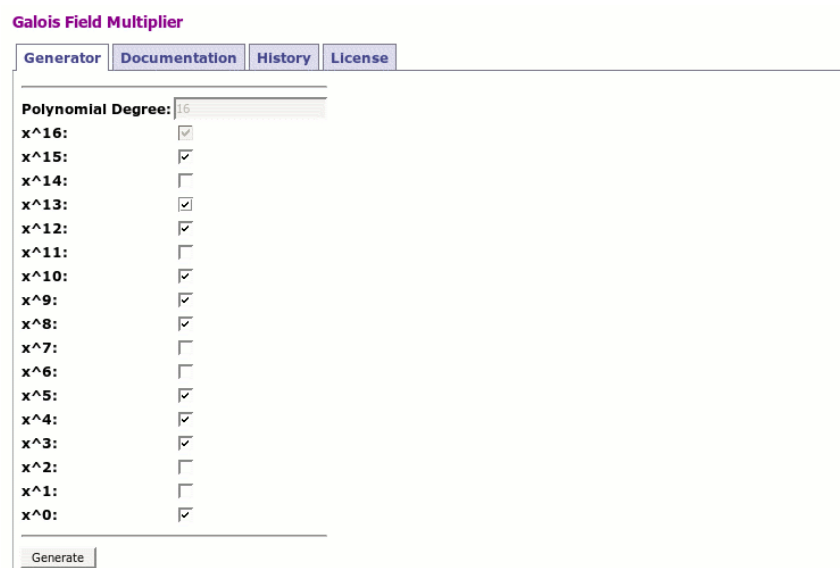 Galois Field Multiplier
Generator Documentation History License
Polynomial Degree: 16
x^16:
x^15:
x^14:
x^13:
x^12:
x^11:
x^10:
x^9:
x^8:
x^7:
x^6:
x^5:
x^4:
x^3:
x^2:
x^1:
x^0:
Generate